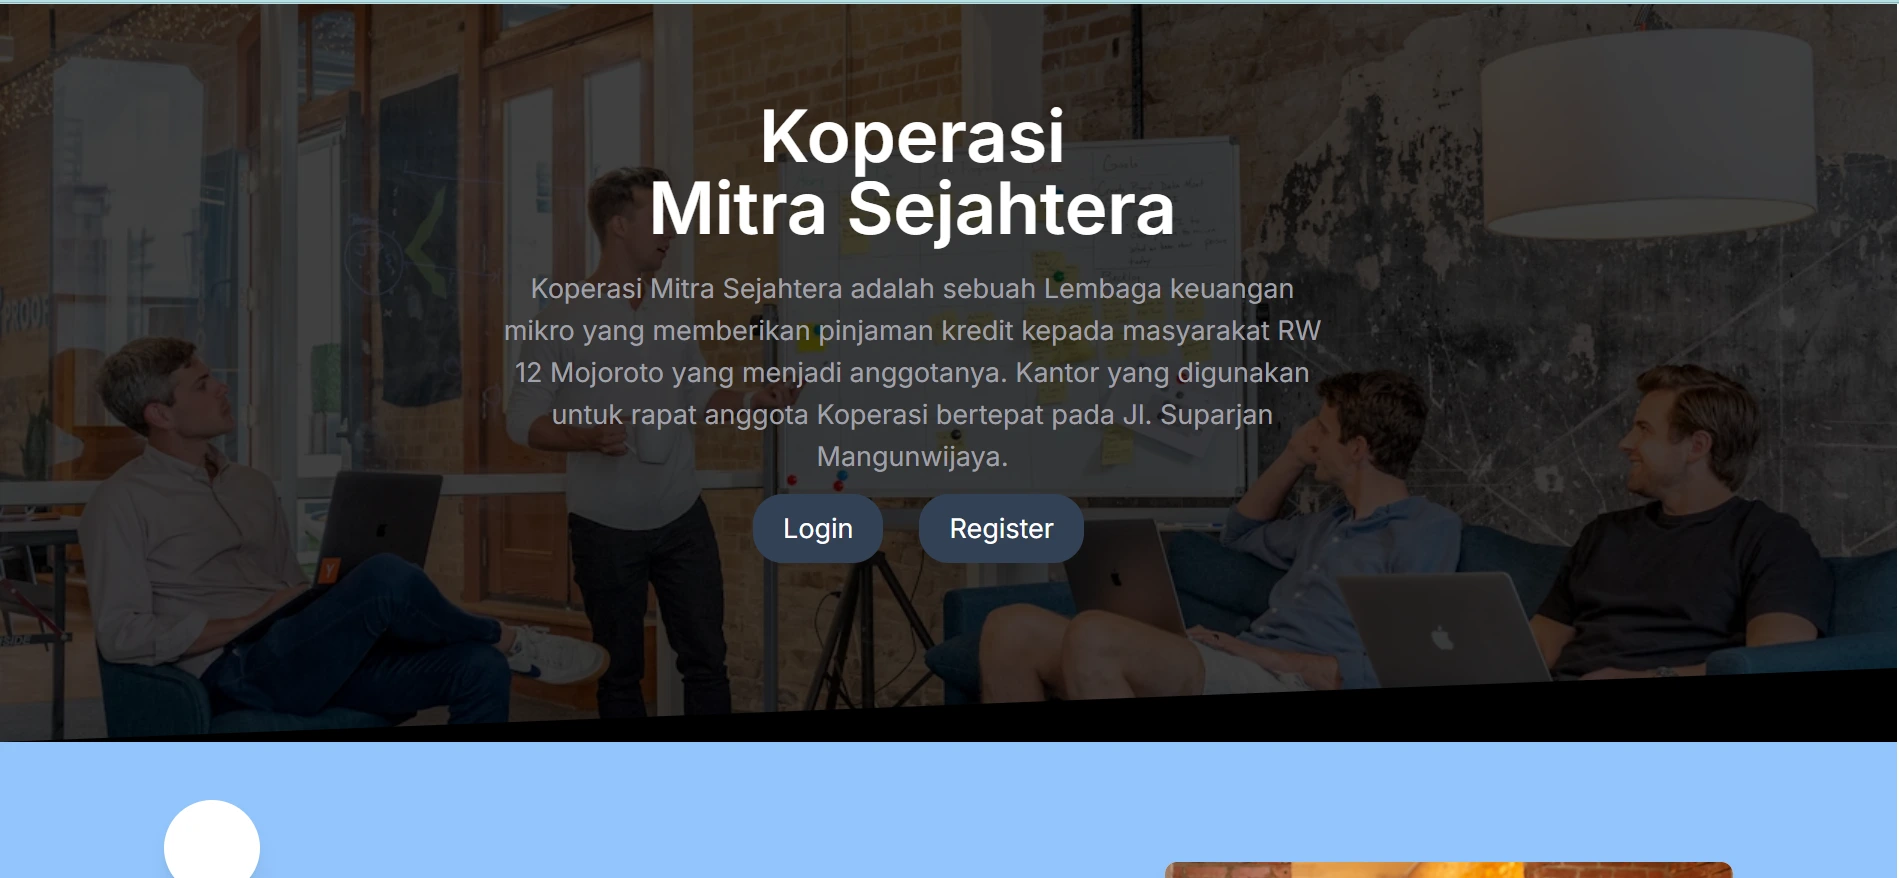 Koperasi
Mitra Sejahtera
Koperasi Mitra Sejahtera adalah sebuah Lembaga keuangan
mikro yang memberikan pinjaman kredit kepada masyarakat RW
12 Mojoroto yang menjadi anggotanya. Kantor yang digunakan
untuk rapat anggota Koperasi bertepat pada Jl. Suparjan
Mangunwijaya.
Login
Register
Y